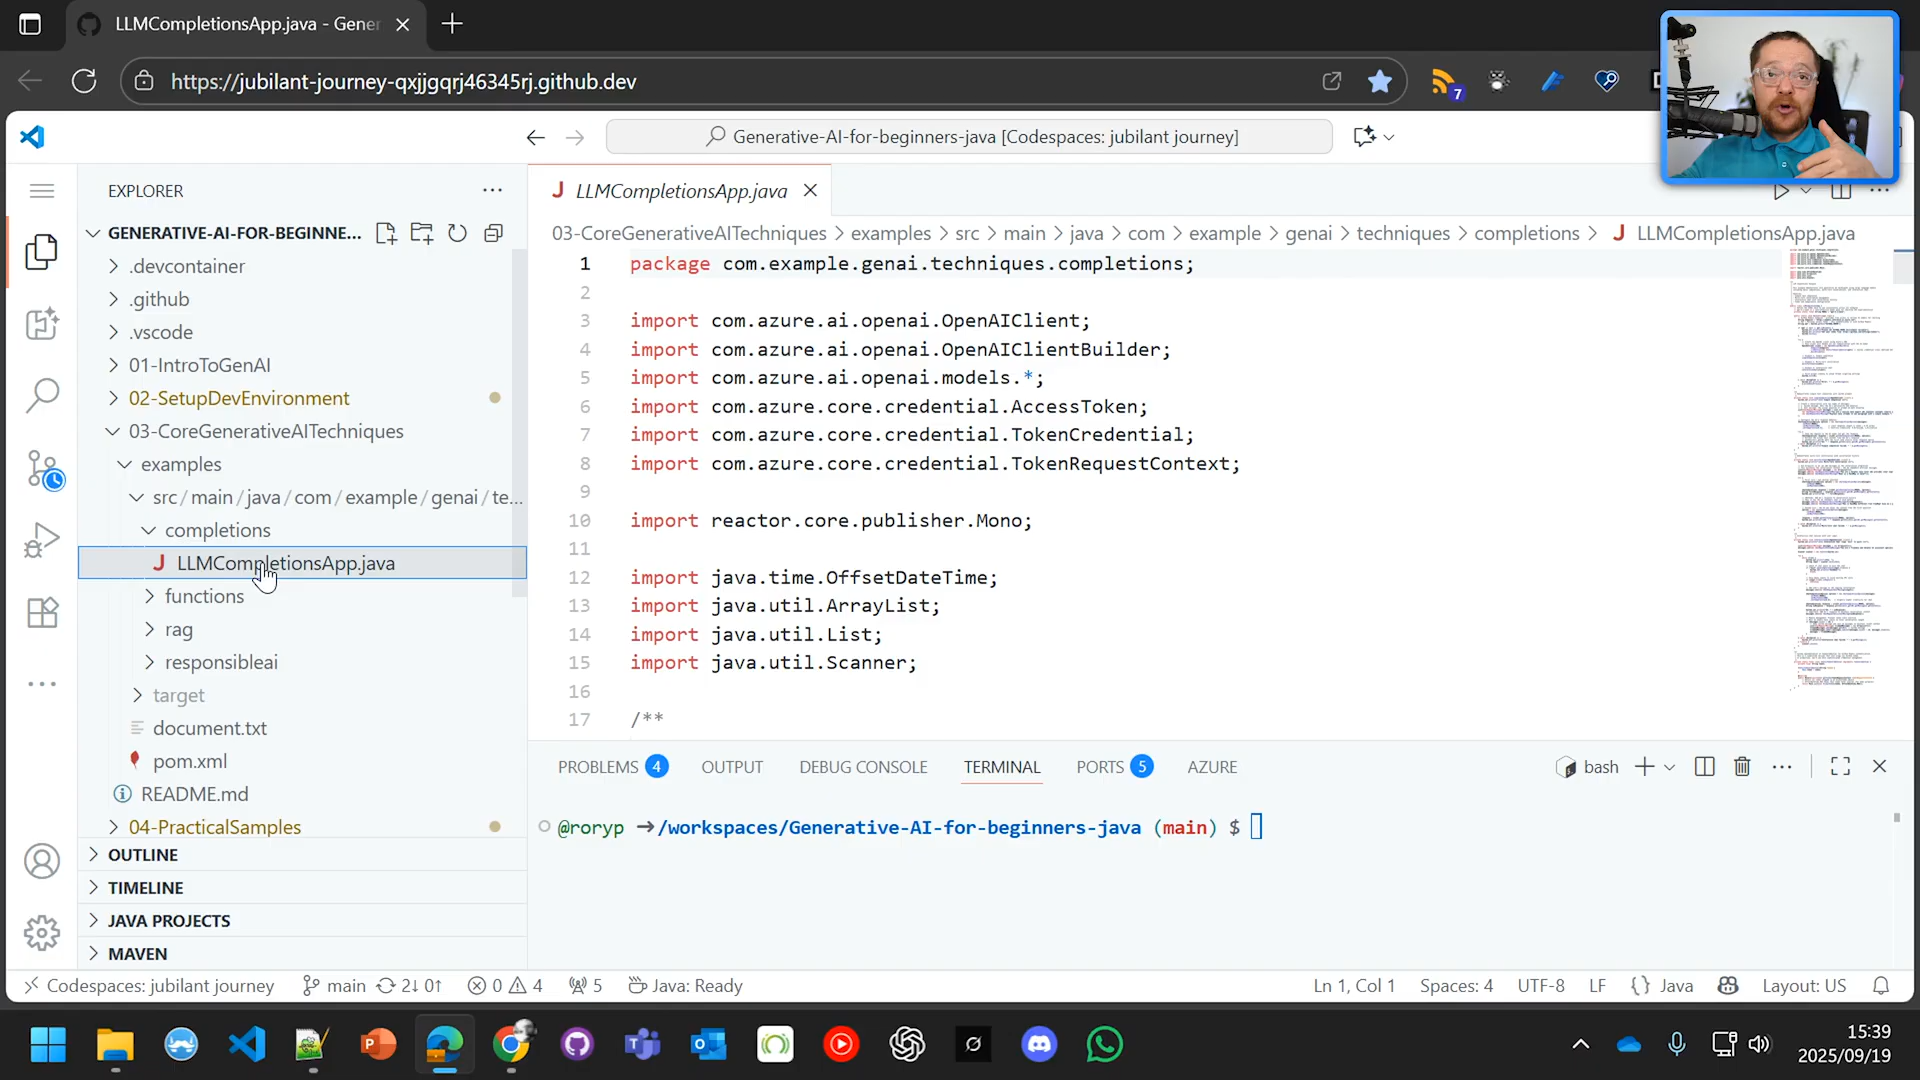 LLMCompletionsApp.java - Gener
https://jubilant-journey-qxjjgqrj46345rj.github.dev
7
Generative-AI-for-beginners-java [Codespaces: jubilant journey]
EXPLORER
GENERATIVE-AI-FOR-BEGINNE...
.devcontainer
.github
.vscode
01-IntroToGenAI
02-SetupDevEnvironment
03-CoreGenerativeAITechniques
examples
src/main/java/com/example/genai/te...
completions
J LLMCompletionsApp.java
functions
rag
responsibleai
target
document.txt
pom.xml
README.md
04-PracticalSamples
OUTLINE
TIMELINE
JAVA PROJECTS
MAVEN
J LLMCompletionsApp.java
03-CoreGenerativeAITechniques > examples > src > main > java > com > example > genai > techniques > completions > J LLMCompletionsApp.java
1 package com.example.genai.techniques.completions;
2
3 import com.azure.ai.openai.OpenAIClient;
4 import com.azure.ai.openai.OpenAIClientBuilder;
5 import com.azure.ai.openai.models.*;
6 import com.azure.core.credential.AccessToken;
7 import com.azure.core.credential.TokenCredential;
8 import com.azure.core.credential.TokenRequestContext;
9
10 import reactor.core.publisher.Mono;
11
12 import java.time.OffsetDateTime;
13 import java.util.ArrayList;
14 import java.util.List;
15 import java.util.Scanner;
16
17 /**
PROBLEMS 4 OUTPUT DEBUG CONSOLE TERMINAL PORTS 5 AZURE
bash
@roryp →/workspaces/Generative-AI-for-beginners-java (main) $
Codespaces: jubilant journey main 2↓ 0↑ 0 4 5 Java: Ready Ln 1, Col 1 Spaces: 4 UTF-8 LF {} Java Layout: US
15:39
2025/09/19